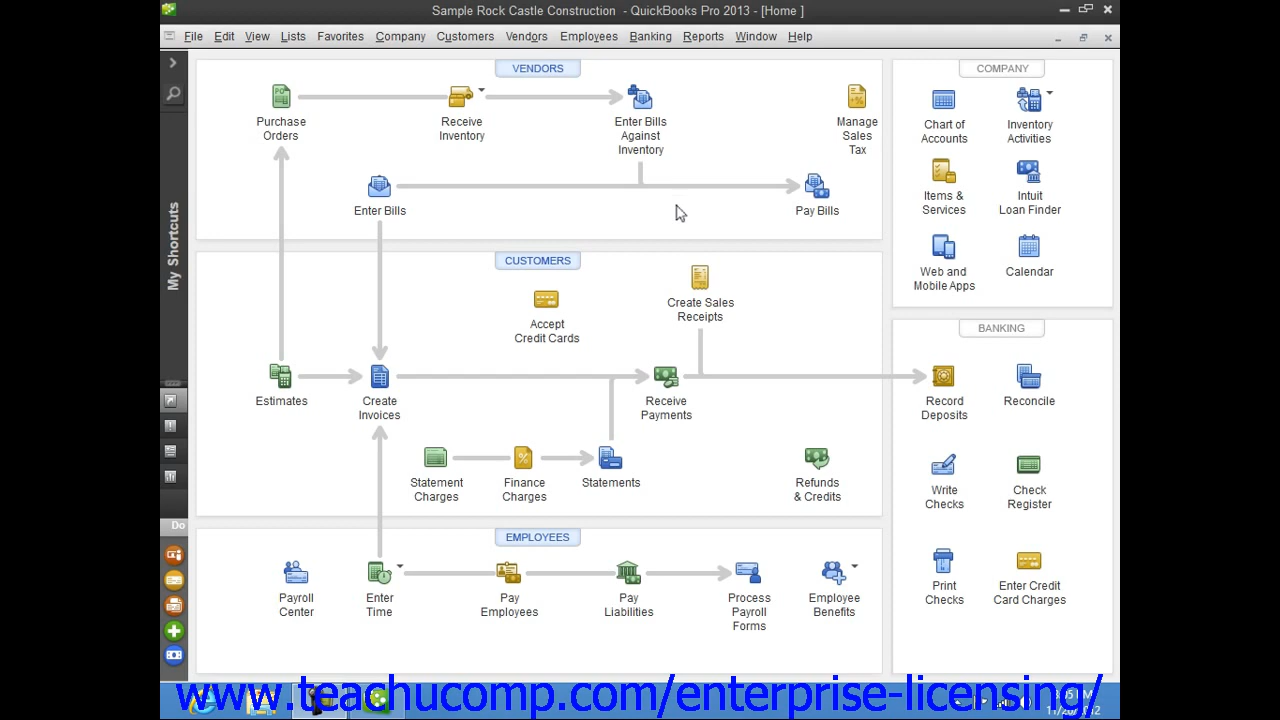 Sample Rock Castle Construction - QuickBooks Pro 2013 - [Home ]
File Edit View Lists Favorites Company Customers Vendors Employees Banking Reports Window Help
My Shortcuts
Do
VENDORS
Purchase
Orders
Receive
Inventory
Enter Bills
Against
Inventory
Manage
Sales
Tax
Enter Bills
Pay Bills
CUSTOMERS
Accept
Credit Cards
Create Sales
Receipts
Estimates
Create
Invoices
Receive
Payments
Statement
Charges
Finance
Charges
Statements
Refunds
& Credits
EMPLOYEES
Payroll
Center
Enter
Time
Pay
Employees
Pay
Liabilities
Process
Payroll
Forms
Employee
Benefits
COMPANY
Chart of
Accounts
Inventory
Activities
Items &
Services
Intuit
Loan Finder
Web and
Mobile Apps
Calendar
BANKING
Record
Deposits
Reconcile
Write
Checks
Check
Register
Print
Checks
Enter Credit
Card Charges
www.teachucomp.com/enterprise-licensing/